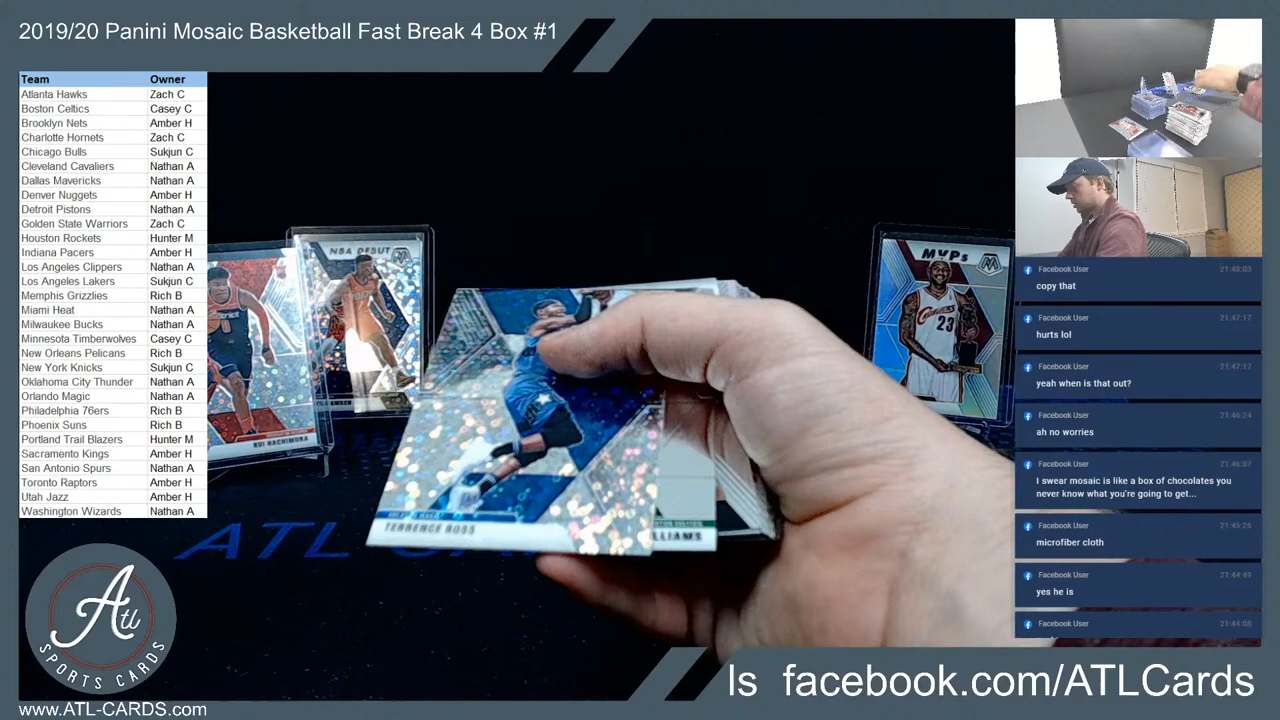 2019/20 Panini Mosaic Basketball Fast Break 4 Box #1
Team Owner
Atlanta Hawks Zach C
Boston Celtics Casey C
Brooklyn Nets Amber H
Charlotte Hornets Zach C
Chicago Bulls Sukjun C
Cleveland Cavaliers Nathan A
Dallas Mavericks Nathan A
Denver Nuggets Amber H
Detroit Pistons Nathan A
Golden State Warriors Zach C
Houston Rockets Hunter M
Indiana Pacers Amber H
Los Angeles Clippers Nathan A
Los Angeles Lakers Sukjun C
Memphis Grizzlies Rich B
Miami Heat Nathan A
Milwaukee Bucks Nathan A
Minnesota Timberwolves Casey C
New Orleans Pelicans Rich B
New York Knicks Sukjun C
Oklahoma City Thunder Nathan A
Orlando Magic Nathan A
Philadelphia 76ers Rich B
Phoenix Suns Rich B
Portland Trail Blazers Hunter M
Sacramento Kings Amber H
San Antonio Spurs Nathan A
Toronto Raptors Amber H
Utah Jazz Amber H
Washington Wizards Nathan A
NBA DEBUT
RUI HACHIMURA
MVPs
CAVALIERS
23
TERRENCE ROSS
LLIAMS
ATL CA
Facebook User 21:48:03
copy that
Facebook User 21:47:17
hurts lol
Facebook User 21:47:17
yeah when is that out?
Facebook User 21:46:24
ah no worries
Facebook User 21:46:07
I swear mosaic is like a box of chocolates you
never know what you're going to get...
Facebook User 21:45:25
microfiber cloth
Facebook User 21:44:49
yes he is
Facebook User 21:44:08
Atl
SPORTS CARDS
www.ATL-CARDS.com
ls facebook.com/ATLCards